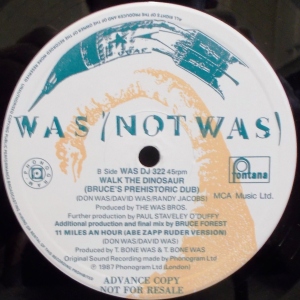 WAS (NOT WAS)
B Side WAS DJ 322 45rpm
WALK THE DINOSAUR
(BRUCE'S PREHISTORIC DUB)
(DON WAS/DAVID WAS/RANDY JACOBS)
Produced by THE WAS BROS.
Further production by PAUL STAVELEY O'DUFFY
Additional production and final mix by BRUCE FOREST
11 MILES AN HOUR (ABE ZAPP RUDER VERSION)
(DON WAS/DAVID WAS)
Produced by T. BONE WAS & T. BONE WAS
Original Sound Recording made by Phonogram Ltd.
℗ 1987 Phonogram Ltd (London)
ADVANCE COPY
NOT FOR RESALE
fontana
MCA Music Ltd.